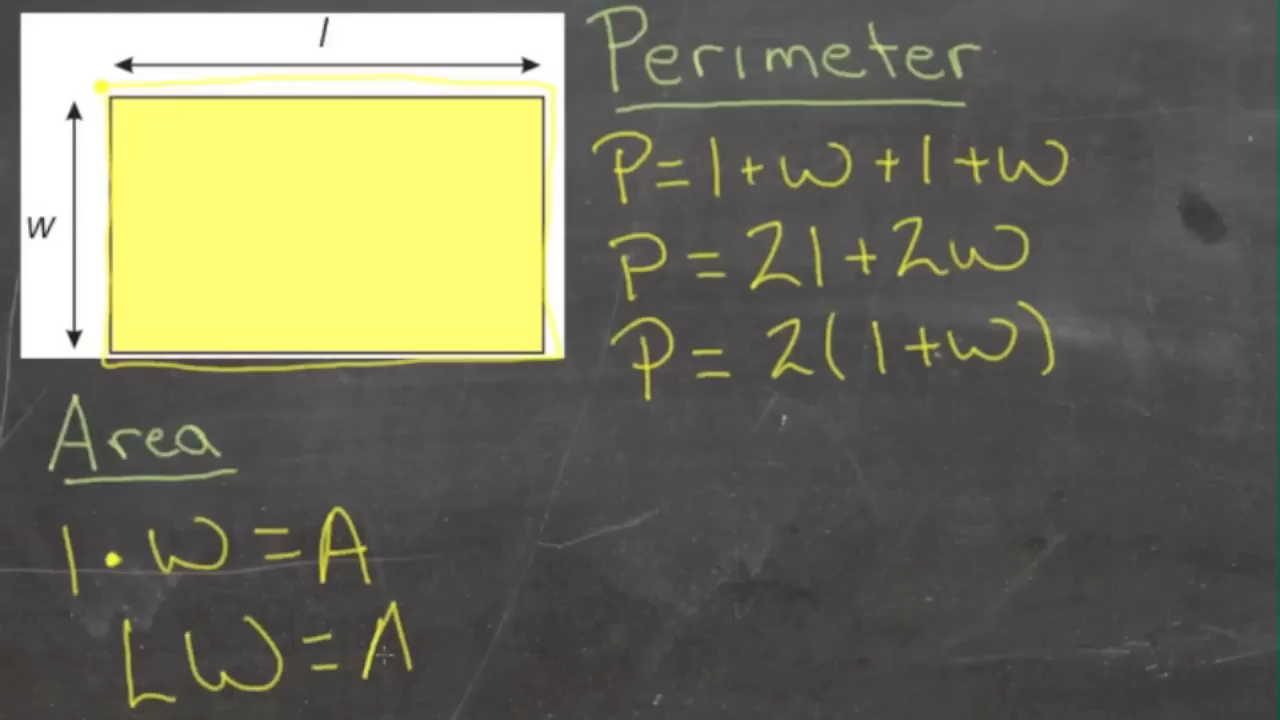 l
w
Perimeter
P=l+w+l+w
P=2l+2w
P=2(l+w)
Area
l•w=A
LW=A